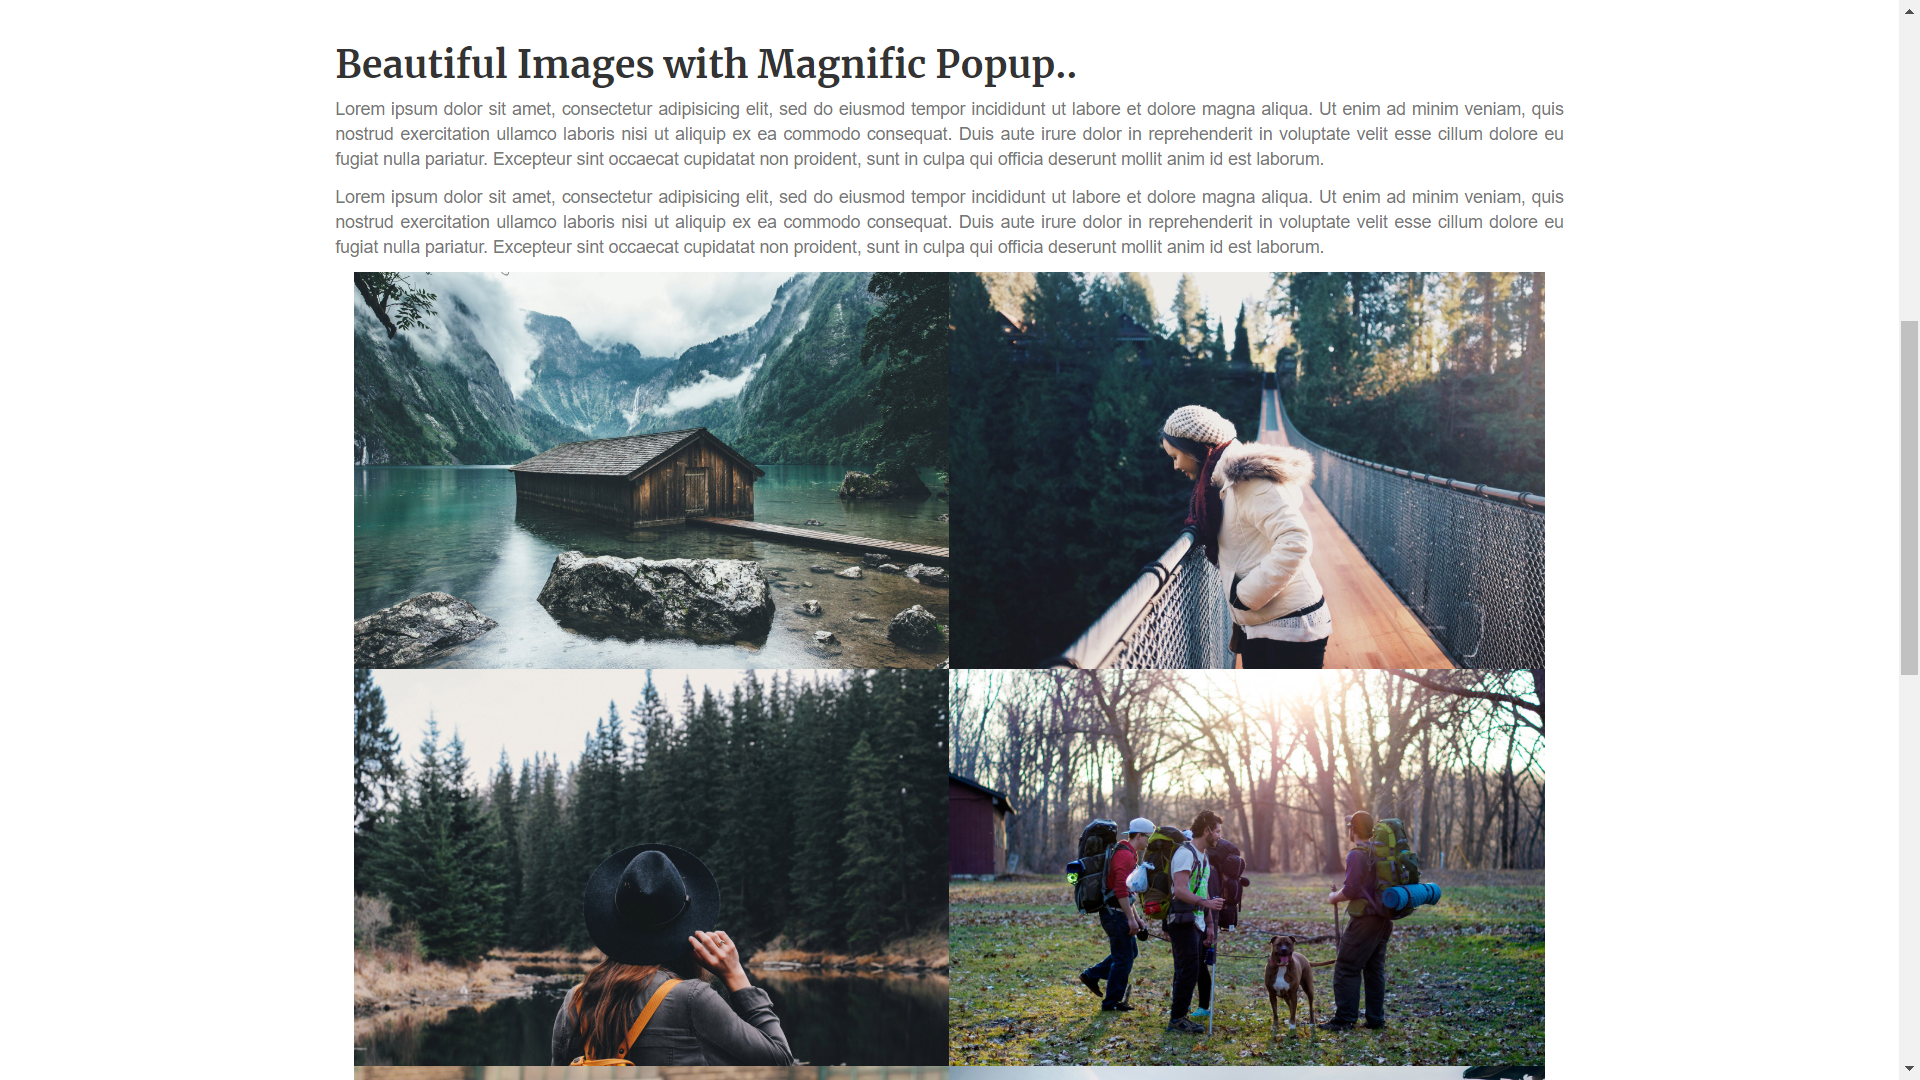 Beautiful Images with Magnific Popup..
Lorem ipsum dolor sit amet, consectetur adipisicing elit, sed do eiusmod tempor incididunt ut labore et dolore magna aliqua. Ut enim ad minim veniam, quis
nostrud exercitation ullamco laboris nisi ut aliquip ex ea commodo consequat. Duis aute irure dolor in reprehenderit in voluptate velit esse cillum dolore eu
fugiat nulla pariatur. Excepteur sint occaecat cupidatat non proident, sunt in culpa qui officia deserunt mollit anim id est laborum.
Lorem ipsum dolor sit amet, consectetur adipisicing elit, sed do eiusmod tempor incididunt ut labore et dolore magna aliqua. Ut enim ad minim veniam, quis
nostrud exercitation ullamco laboris nisi ut aliquip ex ea commodo consequat. Duis aute irure dolor in reprehenderit in voluptate velit esse cillum dolore eu
fugiat nulla pariatur. Excepteur sint occaecat cupidatat non proident, sunt in culpa qui officia deserunt mollit anim id est laborum.